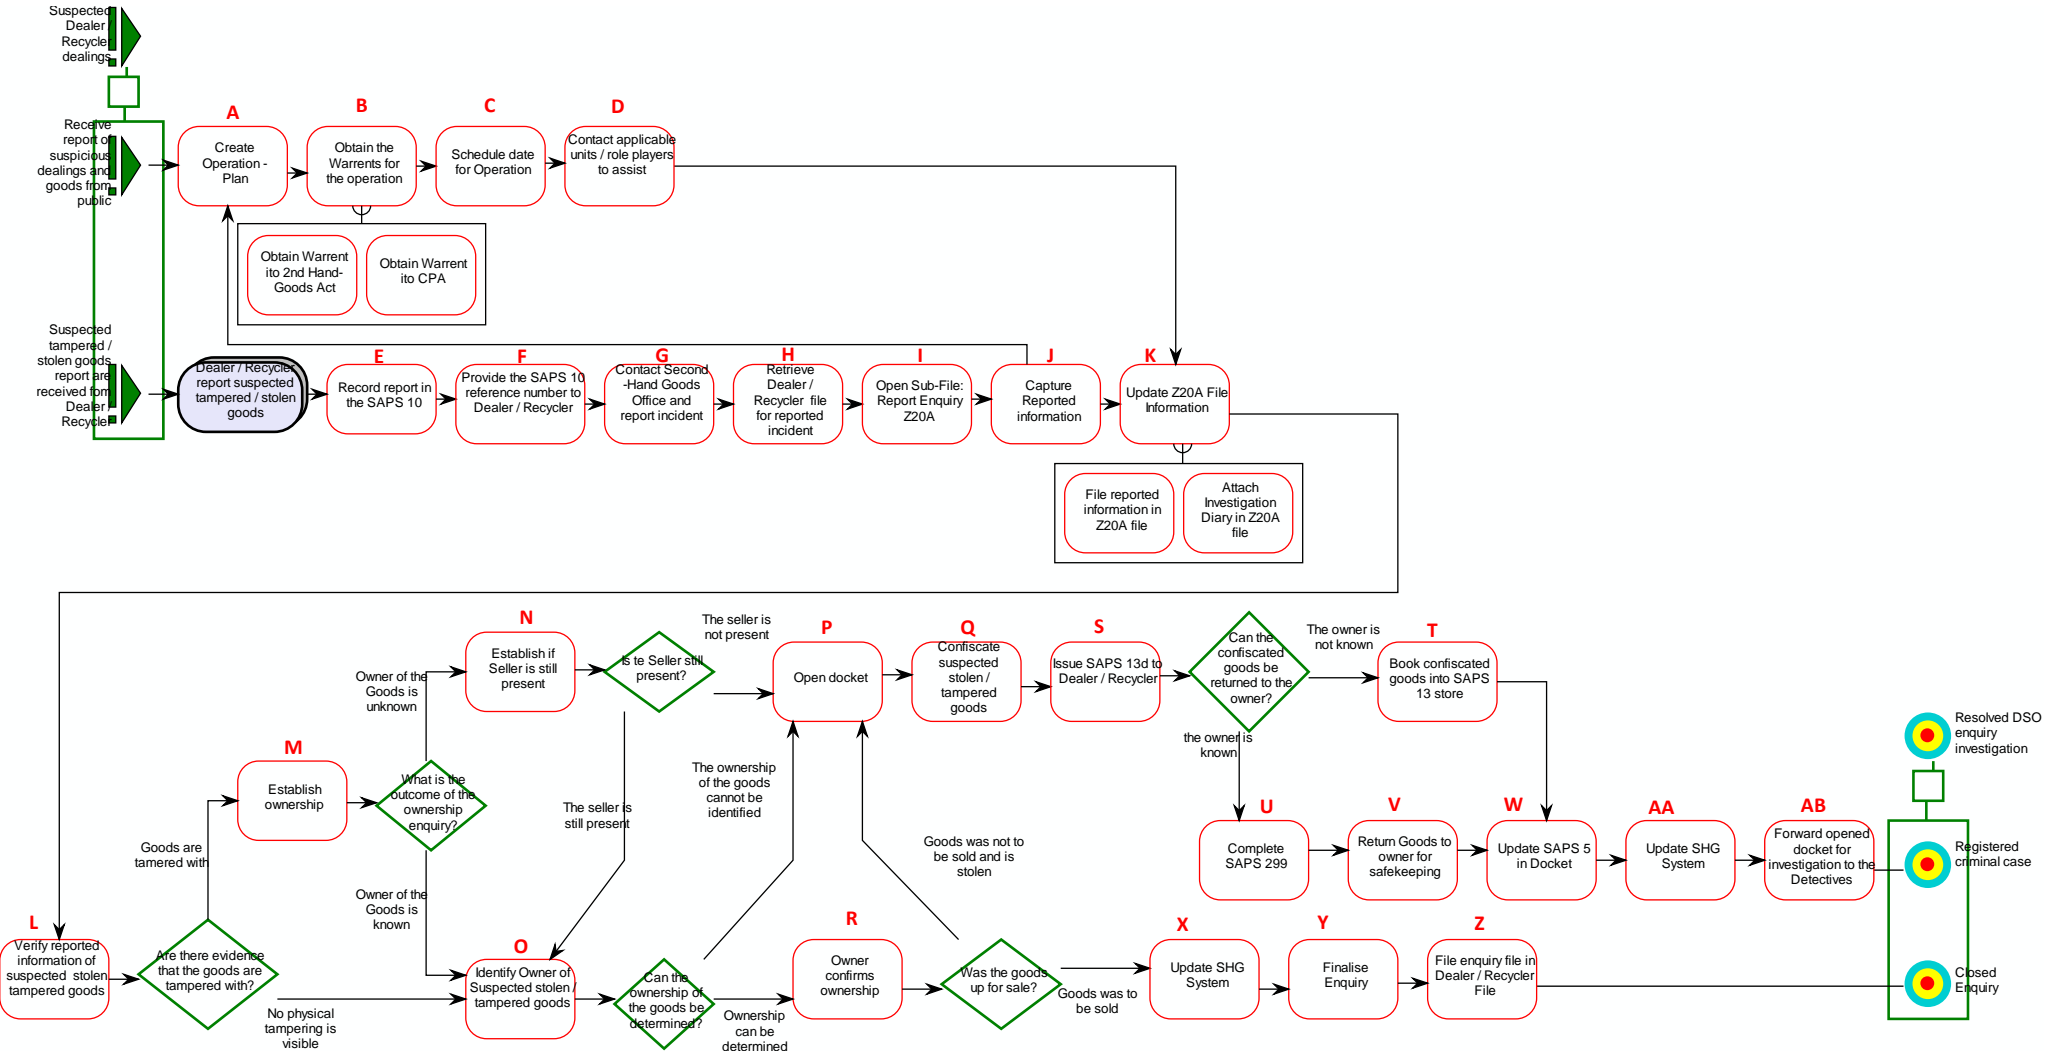 Suspected
Dealer /
Recycler
dealings
Receive
report of
suspicious
dealings and
goods from
public
A
Create
Operation -
Plan
B
Obtain the
Warrents for
the operation
C
Schedule date
for Operation
D
Contact applicable
units / role players
to assist
Obtain Warrent
ito 2nd Hand-
Goods Act
Obtain Warrent
ito CPA
Suspected
tampered /
stolen goods
report are
received fom
Dealer /
Recycler
Dealer / Recycler
report suspected
tampered / stolen
goods
E
Record report in
the SAPS 10
F
Provide the SAPS 10
reference number to
Dealer / Recycler
G
Contact Second
-Hand Goods
Office and
report incident
H
Retrieve
Dealer /
Recycler file
for reported
incident
I
Open Sub-File:
Report Enquiry
Z20A
J
Capture
Reported
information
K
Update Z20A File
Information
File reported
information in
Z20A file
Attach
Investigation
Diary in Z20A
file
L
Verify reported
information of
suspected stolen
tampered goods
Are there evidence
that the goods are
tampered with?
Goods are
tamered with
No physical
tampering is
visible
M
Establish
ownership
What is the
outcome of the
ownership
enquiry?
Owner of the
Goods is
unknown
Owner of the
Goods is
known
N
Establish if
Seller is still
present
Is te Seller still
present?
The seller is
not present
The seller is
still present
O
Identify Owner of
Suspected stolen /
tampered goods
Can the
ownership of
the goods be
determined?
The ownership
of the goods
cannot be
identified
Ownership
can be
determined
P
Open docket
Q
Confiscate
suspected
stolen /
tampered
goods
R
Owner
confirms
ownership
Was the goods
up for sale?
Goods was not to
be sold and is
stolen
Goods was to
be sold
S
Issue SAPS 13d to
Dealer / Recycler
Can the
confiscated
goods be
returned to the
owner?
The owner is
not known
the owner is
known
T
Book confiscated
goods into SAPS
13 store
U
Complete
SAPS 299
V
Return Goods to
owner for
safekeeping
W
Update SAPS 5
in Docket
AA
Update SHG
System
AB
Forward opened
docket for
investigation to the
Detectives
X
Update SHG
System
Y
Finalise
Enquiry
Z
File enquiry file in
Dealer / Recycler
File
Resolved DSO
enquiry
investigation
Registered
criminal case
Closed
Enquiry